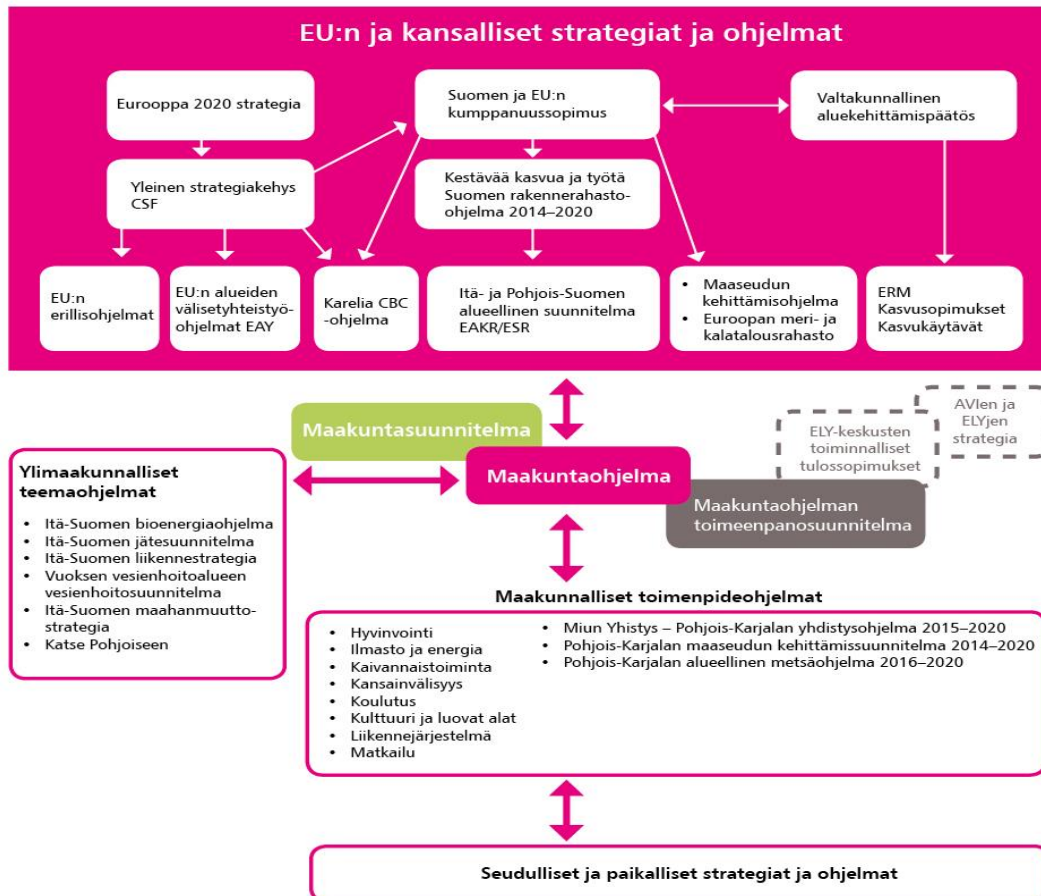 EU:n ja kansalliset strategiat ja ohjelmat
Eurooppa 2020 strategia
Suomen ja EU:n
kumppanuussopimus
Valtakunnallinen
aluekehittämispäätös
Yleinen strategiakehys
CSF
Kestävää kasvua ja työtä
Suomen rakennerahasto-
ohjelma 2014–2020
EU:n
erillisohjelmat
EU:n alueiden
välisetyhteistyö-
ohjelmat EAY
Karelia CBC
-ohjelma
Itä- ja Pohjois-Suomen
alueellinen suunnitelma
EAKR/ESR
• Maaseudun
kehittämisohjelma
• Euroopan meri- ja
kalatalousrahasto
ERM
Kasvusopimukset
Kasvukäytävät
Maakuntasuunnitelma
Maakuntaohjelma
ELY-keskusten
toiminnalliset
tulossopimukset
AVIen ja
ELYjen
strategia
Maakuntaohjelman
toimeenpanosuunnitelma
Ylimaakunnalliset
teemaohjelmat
• Itä-Suomen bioenergiaohjelma
• Itä-Suomen jätesuunnitelma
• Itä-Suomen liikennestrategia
• Vuoksen vesienhoitoalueen
vesienhoitosuunnitelma
• Itä-Suomen maahanmuutto-
strategia
• Katse Pohjoiseen
Maakunnalliset toimenpideohjelmat
• Hyvinvointi
• Ilmasto ja energia
• Kaivannaistoiminta
• Kansainvälisyys
• Koulutus
• Kulttuuri ja luovat alat
• Liikennejärjestelmä
• Matkailu
• Miun Yhistys – Pohjois-Karjalan yhdistysohjelma 2015–2020
• Pohjois-Karjalan maaseudun kehittämissuunnitelma 2014–2020
• Pohjois-Karjalan alueellinen metsäohjelma 2016–2020
Seudulliset ja paikalliset strategiat ja ohjelmat